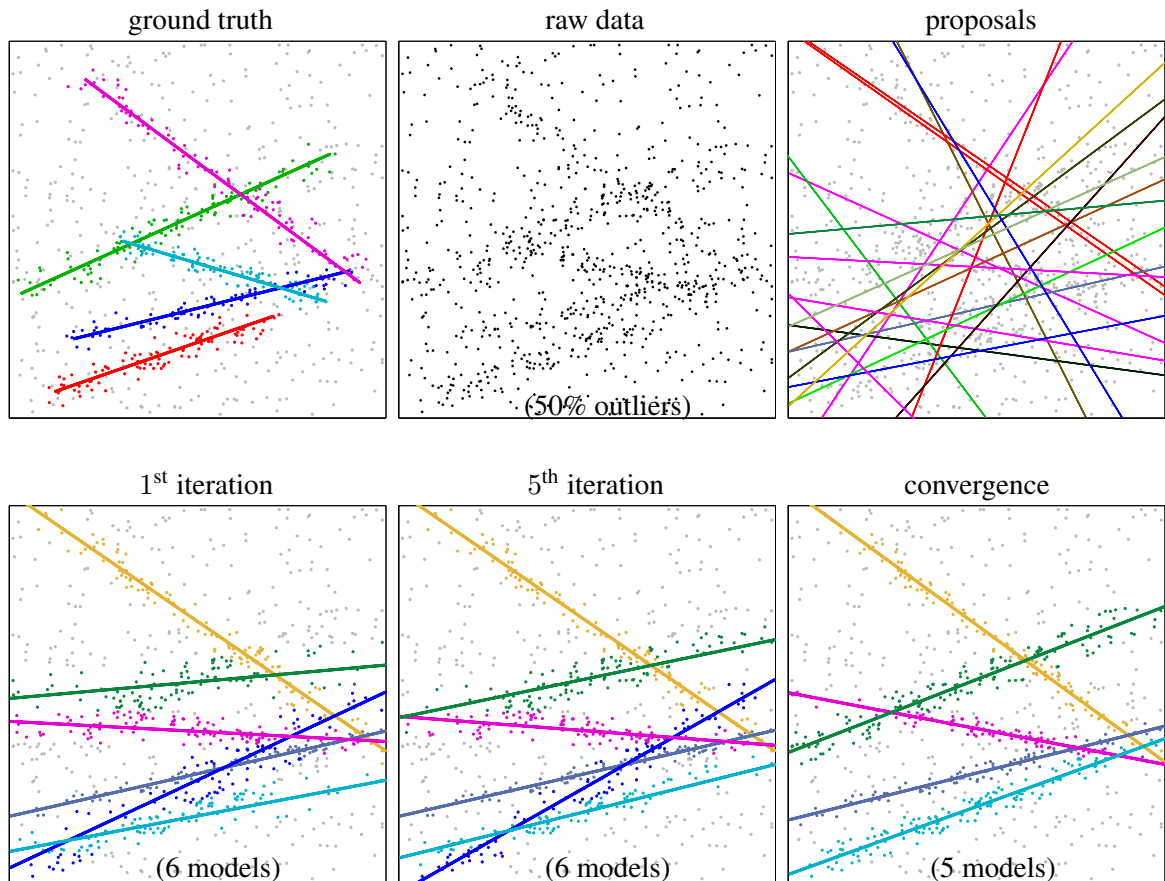 ground truth
raw data
proposals
(50% outliers)
1st iteration
5th iteration
convergence
(6 models)
(6 models)
(5 models)